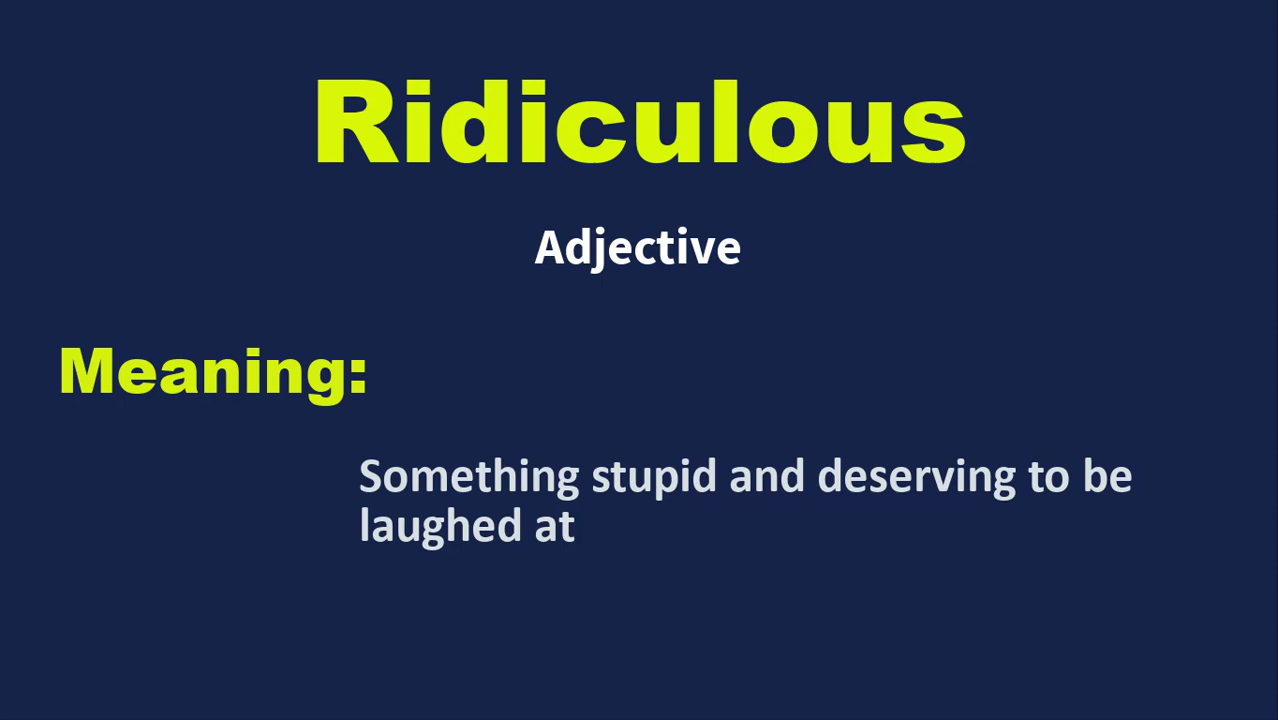 Ridiculous
Adjective
Meaning:
Something stupid and deserving to be
laughed at